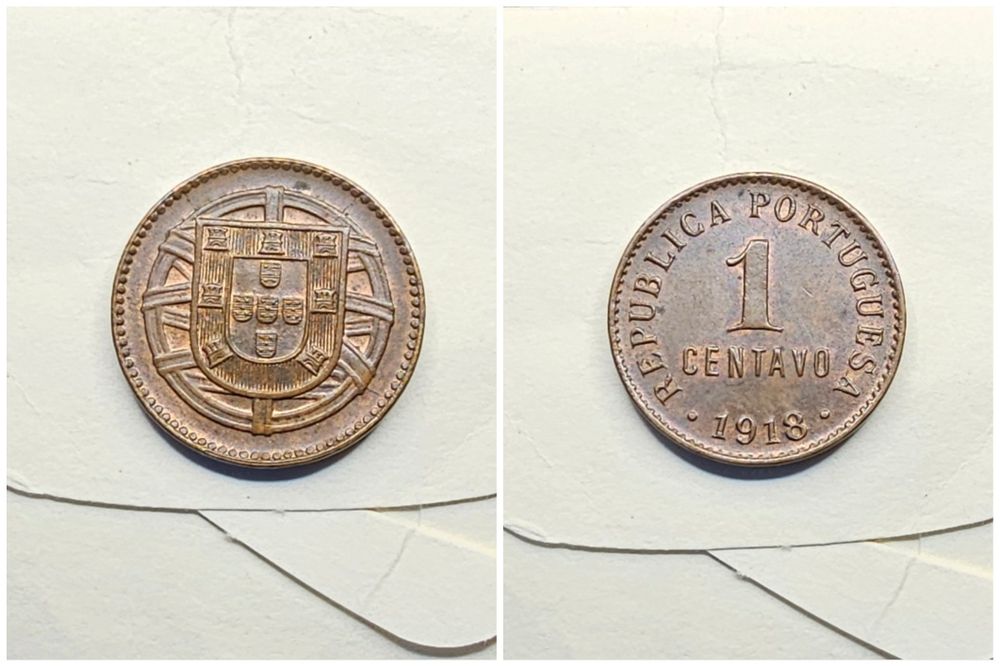 REPUBLICA PORTUGUESA
1
CENTAVO
• 1918 •